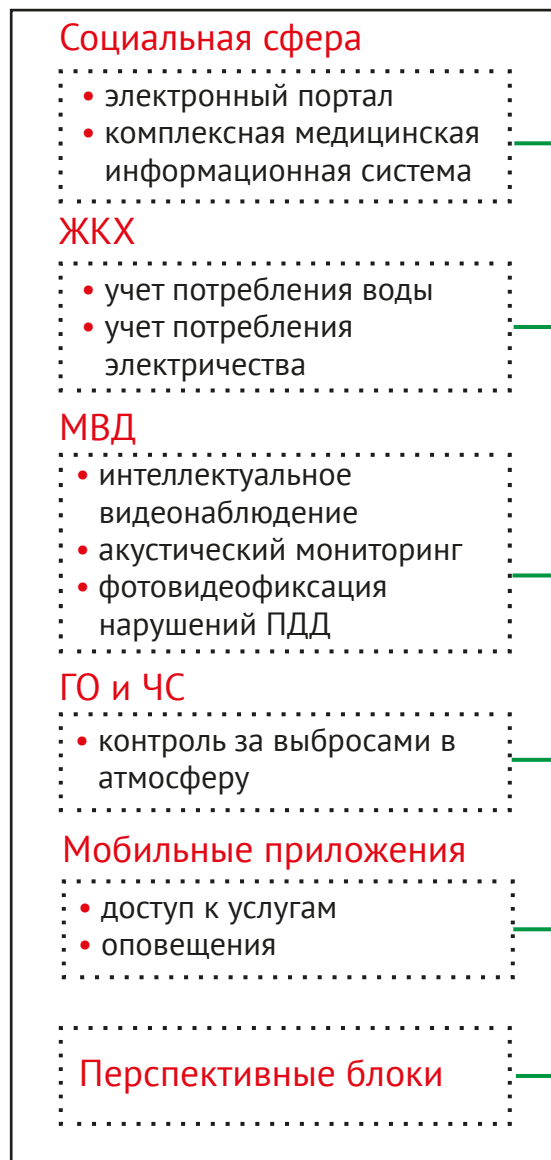 Социальная сфера
• электронный портал
• комплексная медицинская
информационная система
ЖКХ
• учет потребления воды
• учет потребления
электричества
МВД
• интеллектуальное
видеонаблюдение
• акустический мониторинг
• фотовидеофиксация
нарушений ПДД
ГО и ЧС
• контроль за выбросами в
атмосферу
Мобильные приложения
• доступ к услугам
• оповещения
Перспективные блоки